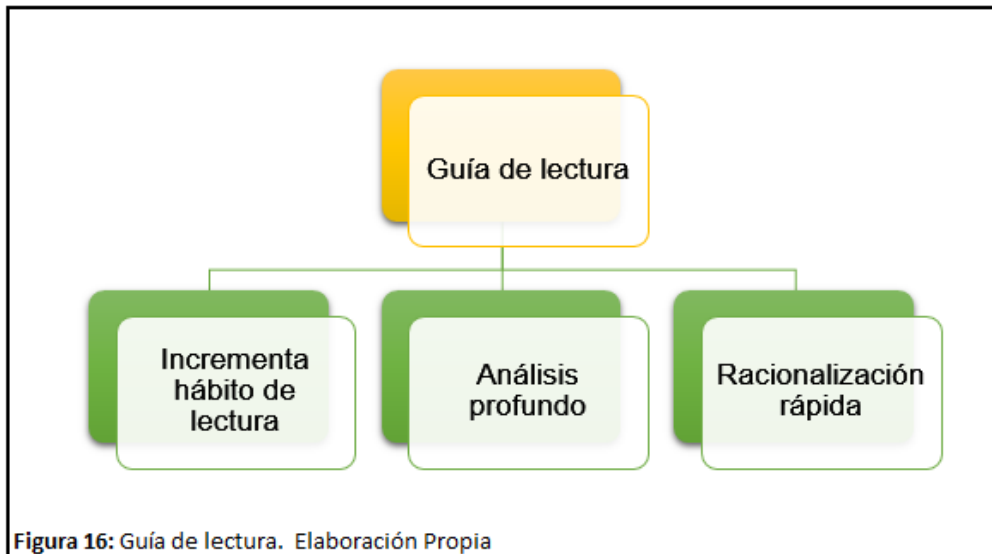 Guía de lectura
Incrementa
hábito de
lectura
Análisis
profundo
Racionalización
rápida
Figura 16: Guía de lectura. Elaboración Propia